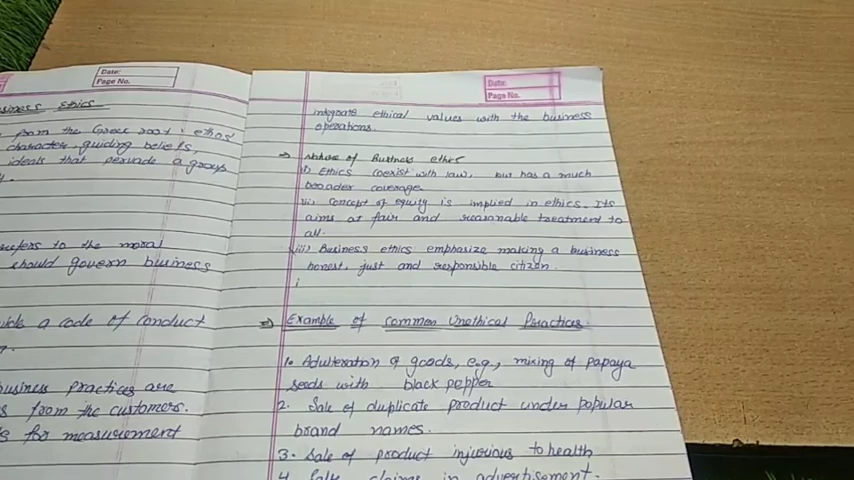 Date:
Page No.
siness Ethics
from the Greek root : ethos
character, guiding beliefs,
ideals that pervade a group
refers to the moral
should govern business
a code of conduct
business practices are
s from the customers.
s for measurement
Date:
Page No.
integrate ethical values with the business
operations.
⇒ Nature of Business ethics
i) Ethics coexist with law, but has a much
broader coverage
ii) Concept of equity is implied in ethics. Its
aims at fair and reasonable treatment to
all.
iii) Business ethics emphasize making a business
honest, just and responsible citizen.
i
⇒ Example of Common Unethical Practices
1. Adulteration of goods, e.g., mixing of papaya
seeds with black pepper
2. Sale of duplicate product under popular
brand names.
3. Sale of product injurious to health
4 claims in advertisement.